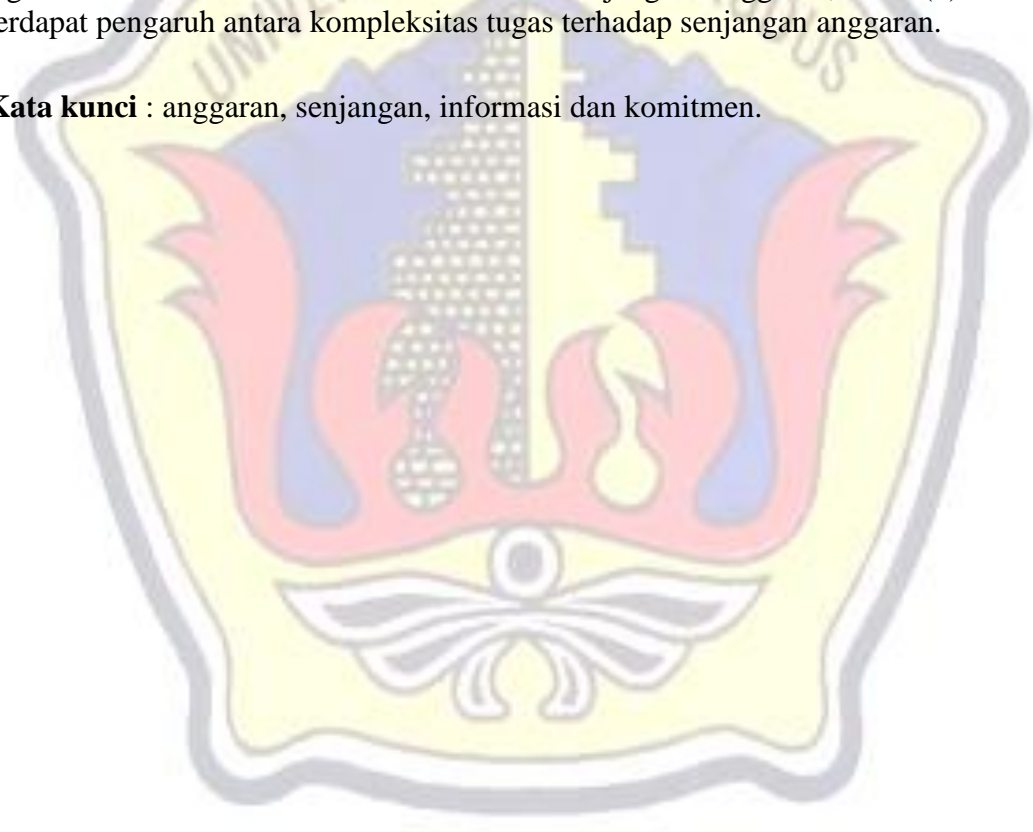 terdapat pengaruh antara kompleksitas tugas terhadap senjangan anggaran.
Kata kunci : anggaran, senjangan, informasi dan komitmen.